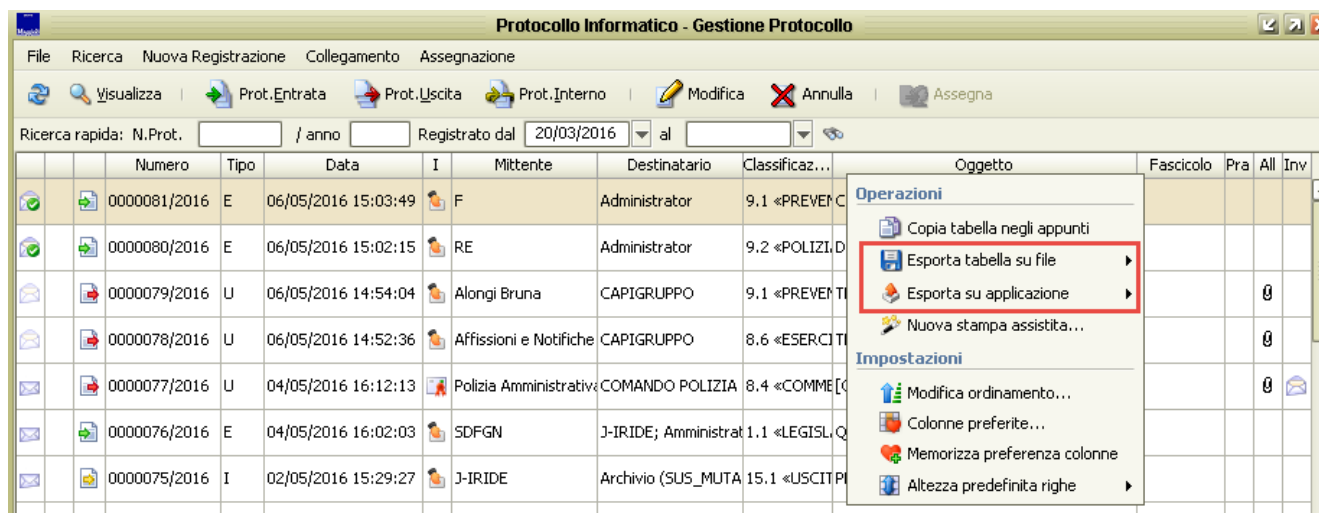 Protocollo Informatico - Gestione Protocollo
File Ricerca Nuova Registrazione Collegamento Assegnazione
Visualizza Prot.Entrata Prot.Uscita Prot.Interno Modifica Annulla Assegna
Ricerca rapida: N.Prot. / anno Registrato dal 20/03/2016 al
Numero Tipo Data I Mittente Destinatario Classificaz... Oggetto Fascicolo Pra All Inv
0000081/2016 E 06/05/2016 15:03:49 F Administrator 9.1 «PREVEN C
0000080/2016 E 06/05/2016 15:02:15 RE Administrator 9.2 «POLIZI D
0000079/2016 U 06/05/2016 14:54:04 Alongi Bruna CAPIGRUPPO 9.1 «PREVEN TI
0000078/2016 U 06/05/2016 14:52:36 Affissioni e Notifiche CAPIGRUPPO 8.6 «ESERCI TI
0000077/2016 U 04/05/2016 16:12:13 Polizia Amministrativa COMANDO POLIZIA 8.4 «COMME [C
0000076/2016 E 04/05/2016 16:02:03 SDFGN J-IRIDE; Amministrat 1.1 «LEGISL Q
0000075/2016 I 02/05/2016 15:29:27 J-IRIDE Archivio (SUS_MUTA 15.1 «USCIT PI
Operazioni
Copia tabella negli appunti
Esporta tabella su file
Esporta su applicazione
Nuova stampa assistita...
Impostazioni
Modifica ordinamento...
Colonne preferite...
Memorizza preferenza colonne
Altezza predefinita righe